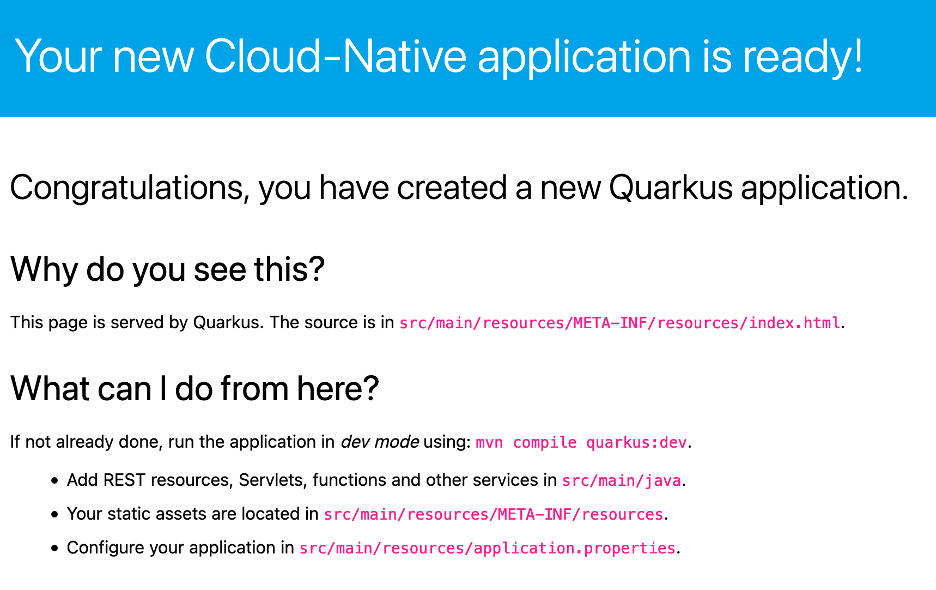 Your new Cloud-Native application is ready!
Congratulations, you have created a new Quarkus application.
Why do you see this?
This page is served by Quarkus. The source is in src/main/resources/META-INF/resources/index.html.
What can I do from here?
If not already done, run the application in dev mode using: mvn compile quarkus:dev.
• Add REST resources, Servlets, functions and other services in src/main/java.
• Your static assets are located in src/main/resources/META-INF/resources.
• Configure your application in src/main/resources/application.properties.